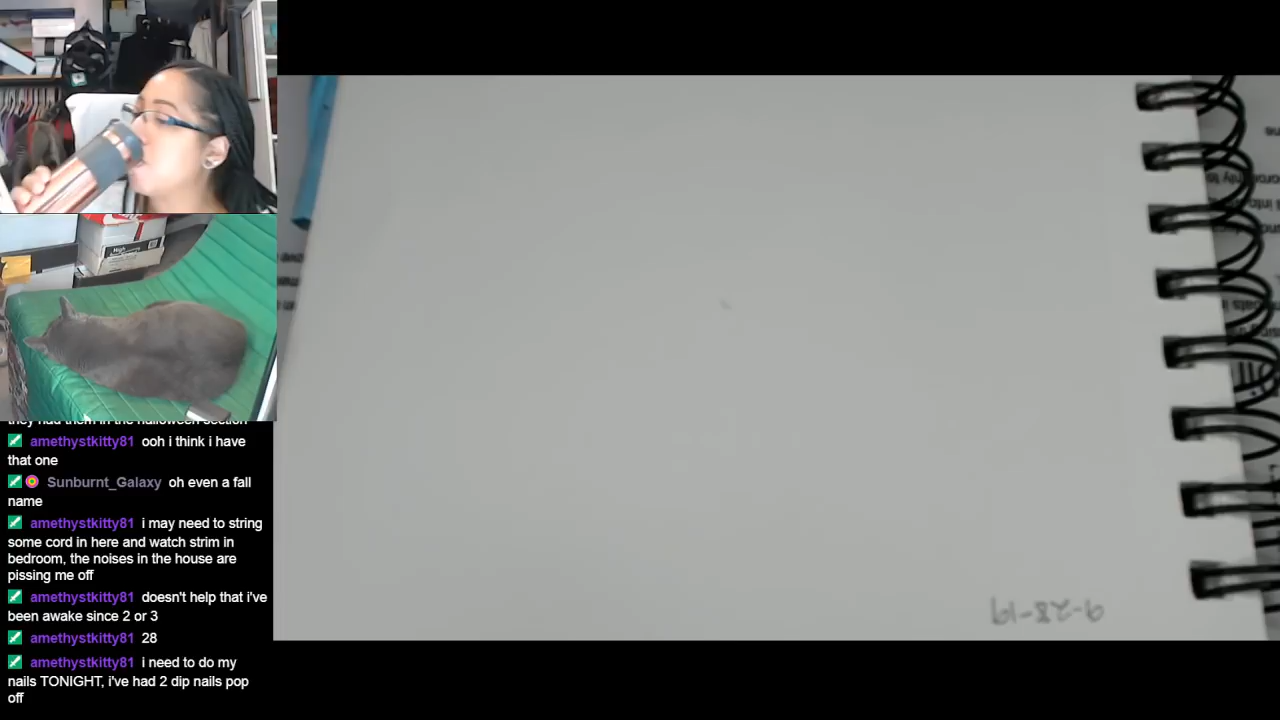 they had them in the halloween section
amethystkitty81 ooh i think i have
that one
Sunburnt_Galaxy oh even a fall
name
amethystkitty81 i may need to string
some cord in here and watch strim in
bedroom, the noises in the house are
pissing me off
amethystkitty81 doesn't help that i've
been awake since 2 or 3
amethystkitty81 28
amethystkitty81 i need to do my
nails TONIGHT, i've had 2 dip nails pop
off
High
9-28-19
into